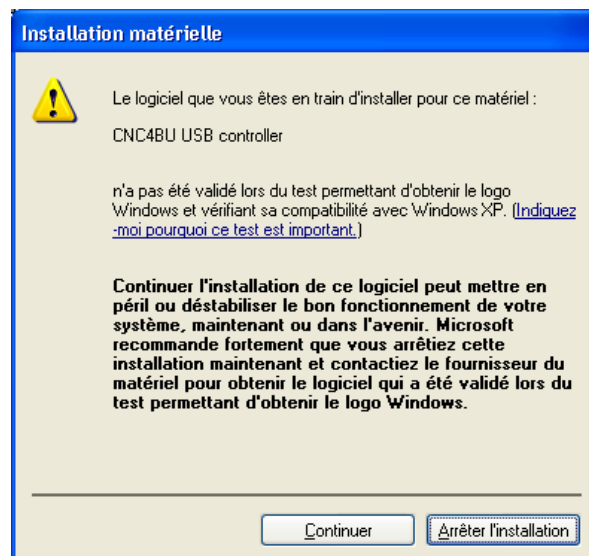 Installation matérielle
Le logiciel que vous êtes en train d'installer pour ce matériel :
CNC4BU USB controller
n'a pas été validé lors du test permettant d'obtenir le logo
Windows et vérifiant sa compatibilité avec Windows XP. (Indiquez
-moi pourquoi ce test est important.)
Continuer l'installation de ce logiciel peut mettre en
péril ou déstabiliser le bon fonctionnement de votre
système, maintenant ou dans l'avenir. Microsoft
recommande fortement que vous arrêtiez cette
installation maintenant et contactiez le fournisseur du
matériel pour obtenir le logiciel qui a été validé lors du
test permettant d'obtenir le logo Windows.
Continuer
Arrêter l'installation